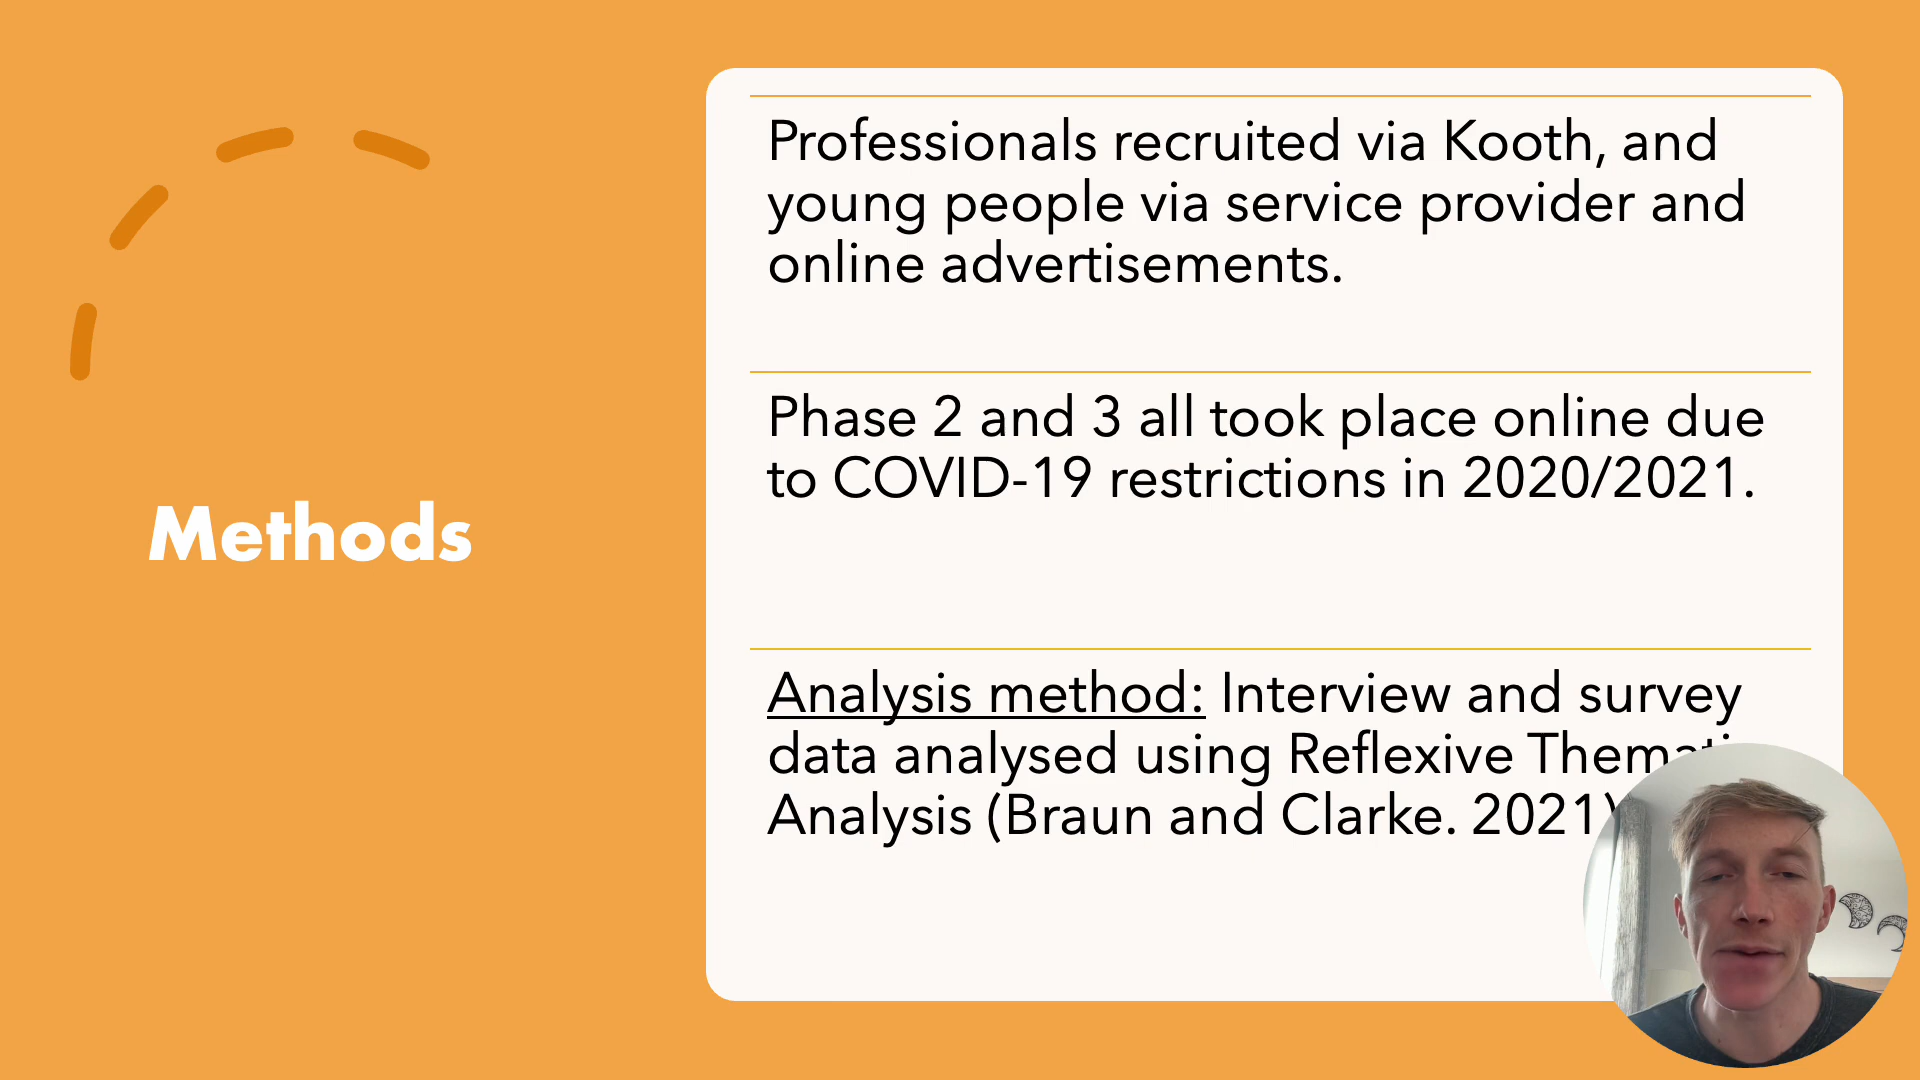 Methods
Professionals recruited via Kooth, and
young people via service provider and
online advertisements.
Phase 2 and 3 all took place online due
to COVID-19 restrictions in 2020/2021.
Analysis method: Interview and survey
data analysed using Reflexive
Analysis (Braun and Clarke. 2021)